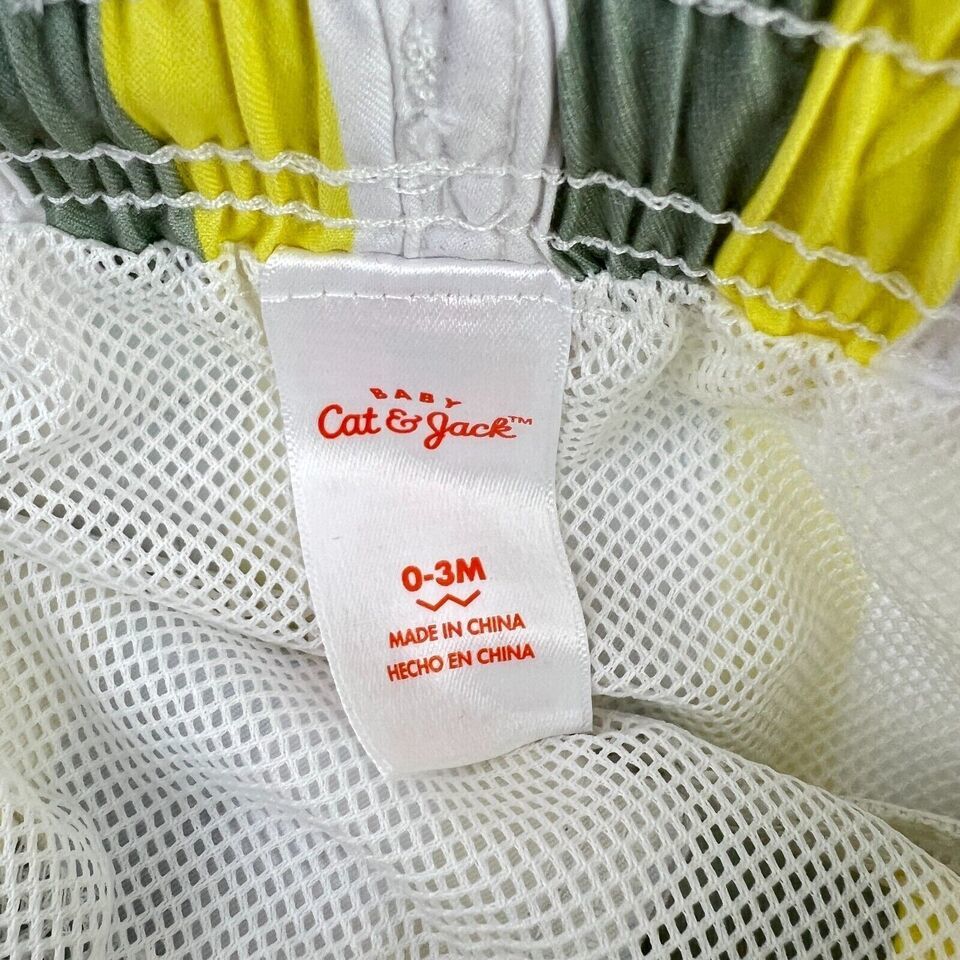 BABY
Cat & Jack™
0-3M
MADE IN CHINA
HECHO EN CHINA